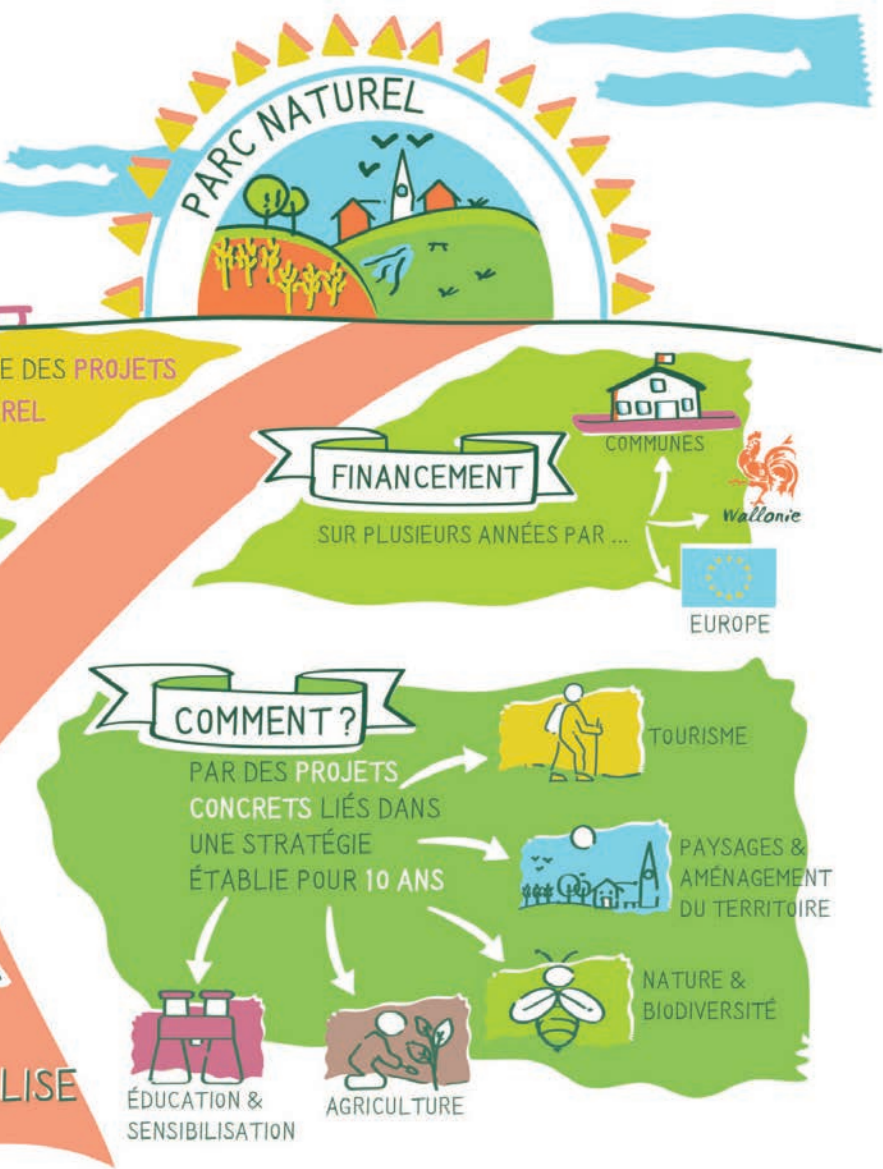 PARC NATUREL
E DES PROJETS
REL
FINANCEMENT
SUR PLUSIEURS ANNÉES PAR ...
COMMUNES
Wallonie
EUROPE
COMMENT ?
PAR DES PROJETS
CONCRETS LIÉS DANS
UNE STRATÉGIE
ÉTABLIE POUR 10 ANS
TOURISME
PAYSAGES &
AMÉNAGEMENT
DU TERRITOIRE
NATURE &
BIODIVERSITÉ
AGRICULTURE
ÉDUCATION &
SENSIBILISATION
LISE